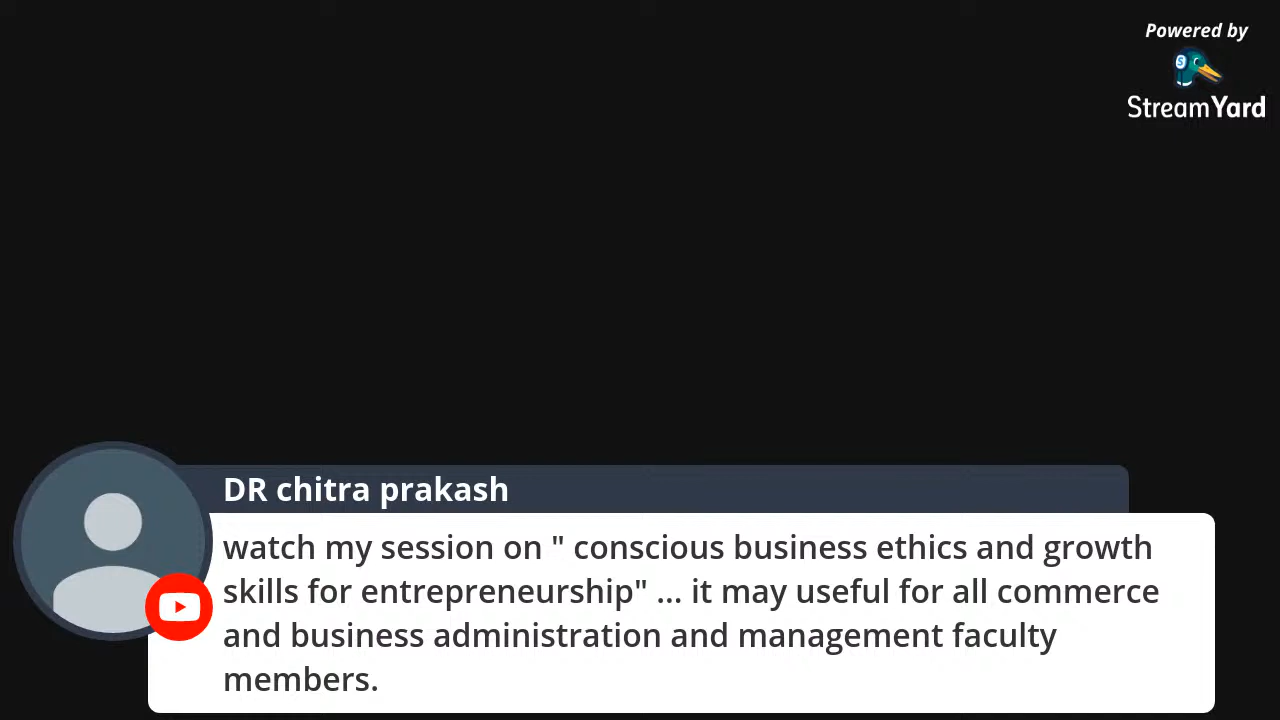 Powered by
S
StreamYard
DR chitra prakash
watch my session on " conscious business ethics and growth
skills for entrepreneurship" ... it may useful for all commerce
and business administration and management faculty
members.